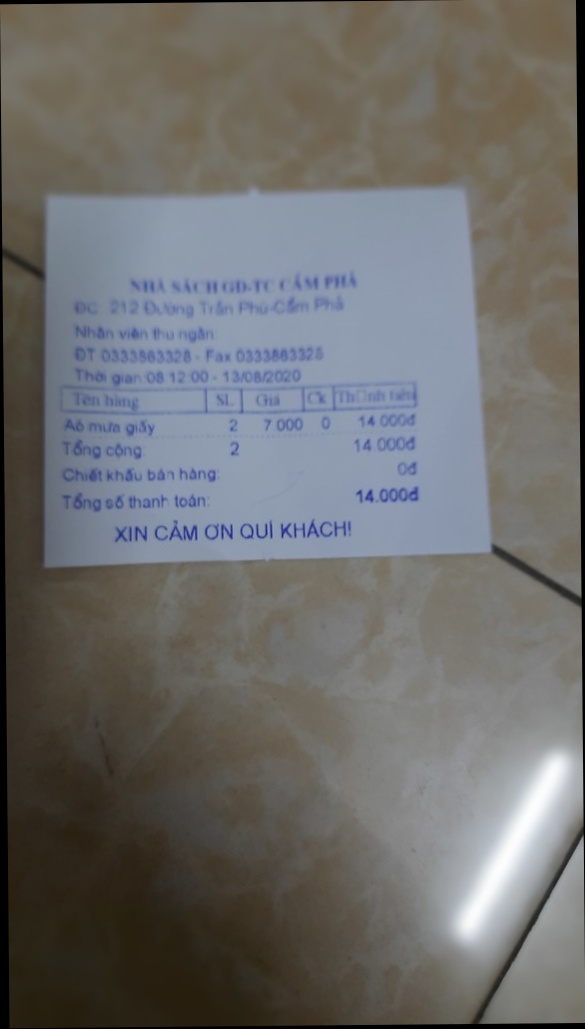 NHÀ SÁCH GD-TC CẨM PHẢ
ĐC: 212 Đường Trần Phú-Cẩm Phả
Nhân viên thu ngân:
ĐT:0333863328 - Fax 0333863328
Thời gian:08:12:00 - 13/08/2020
Tên hàng SL Giá Ck Th□nh tiền
Aó mưa giấy 2 7.000 0 14.000đ
Tổng cộng: 2 14.000đ
Chiết khấu bán hàng: 0đ
Tổng số thanh toán: 14.000đ
XIN CẢM ƠN QUÍ KHÁCH!